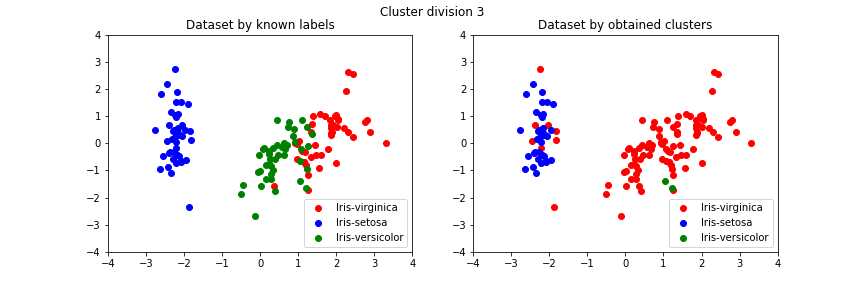 Cluster division 3
Dataset by known labels
4
3
2
1
0
−1
−2
−3
−4
−4 −3 −2 −1 0 1 2 3 4
Iris-virginica
Iris-setosa
Iris-versicolor
Dataset by obtained clusters
4
3
2
1
0
−1
−2
−3
−4
−4 −3 −2 −1 0 1 2 3 4
Iris-virginica
Iris-setosa
Iris-versicolor